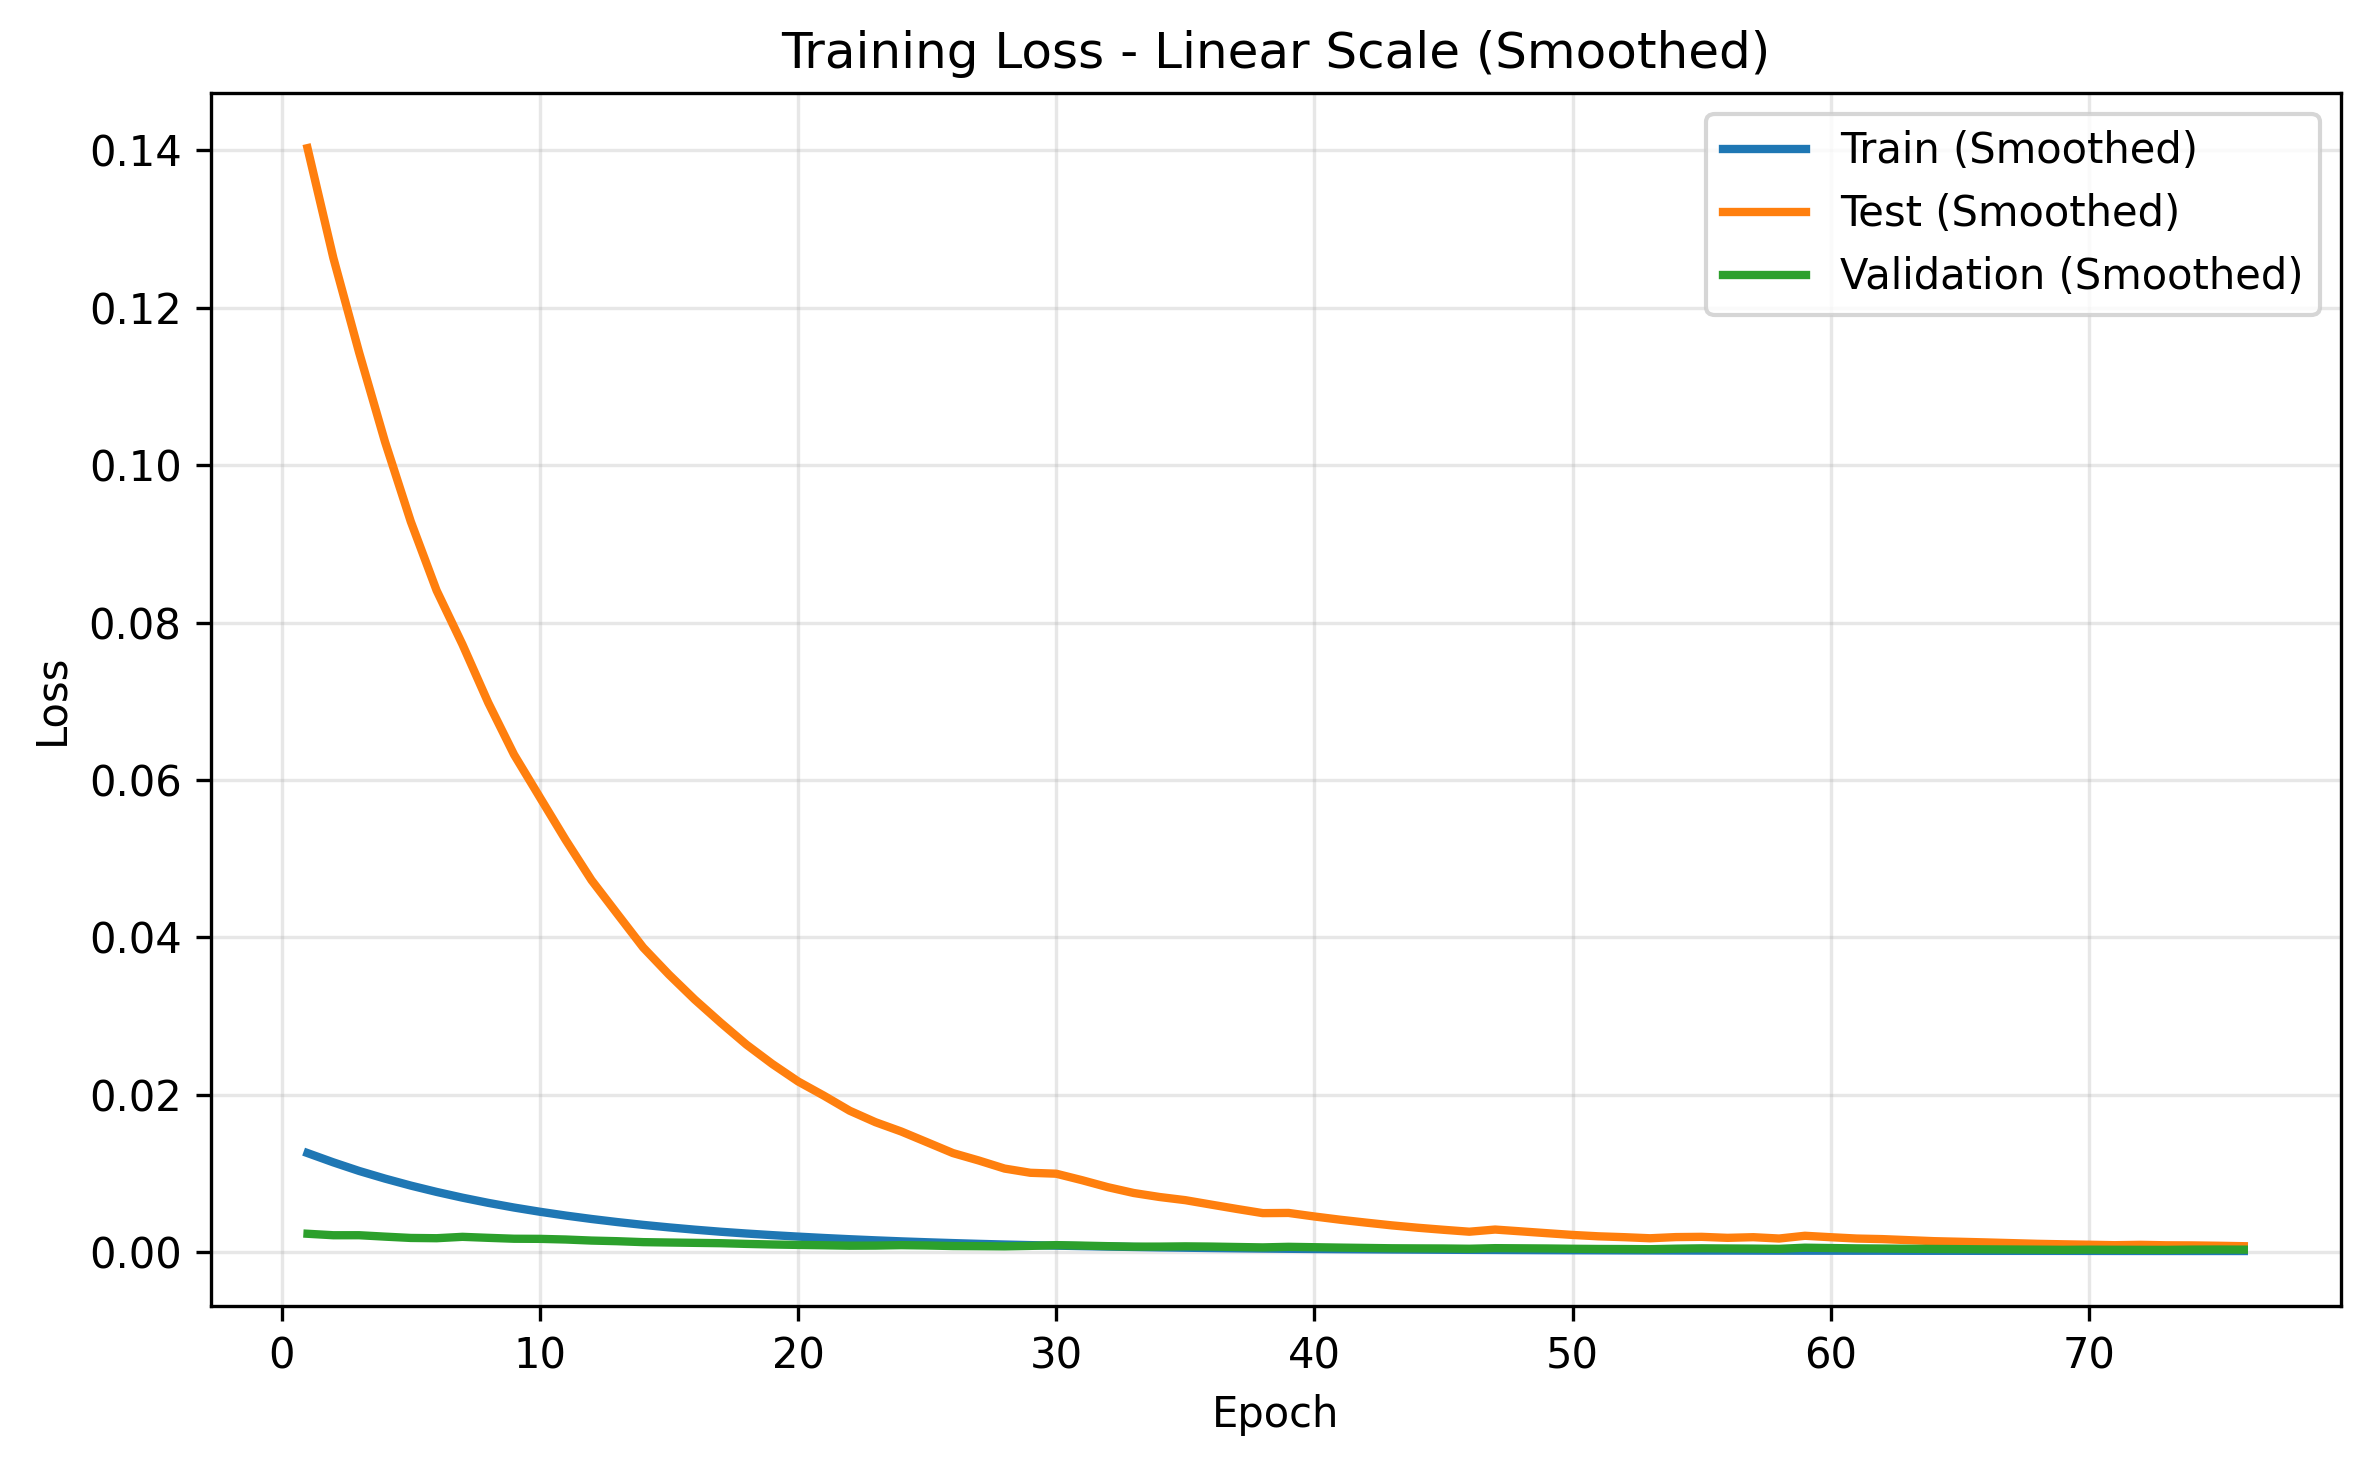 Training Loss - Linear Scale (Smoothed)
Train (Smoothed)
Test (Smoothed)
Validation (Smoothed)
0.14
0.12
0.10
0.08
0.06
0.04
0.02
0.00
Loss
0 10 20 30 40 50 60 70
Epoch